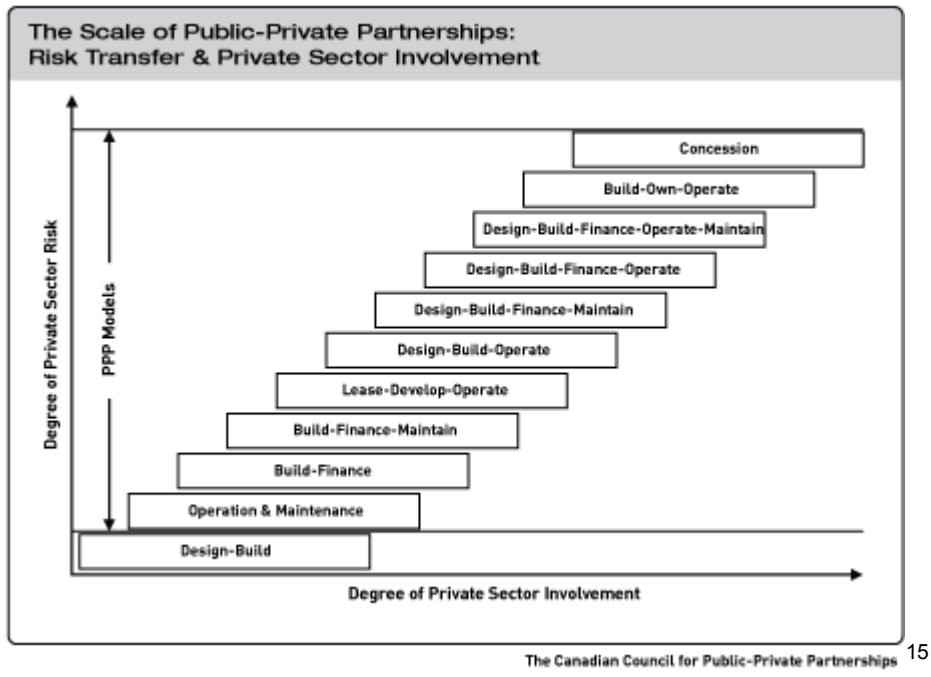 The Scale of Public-Private Partnerships:
Risk Transfer & Private Sector Involvement
Concession
Build-Own-Operate
Design-Build-Finance-Operate-Maintain
Design-Build-Finance-Operate
Design-Build-Finance-Maintain
Design-Build-Operate
Lease-Develop-Operate
Build-Finance-Maintain
Build-Finance
Operation & Maintenance
Design-Build
PPP Models
Degree of Private Sector Risk
Degree of Private Sector Involvement
The Canadian Council for Public-Private Partnerships
15